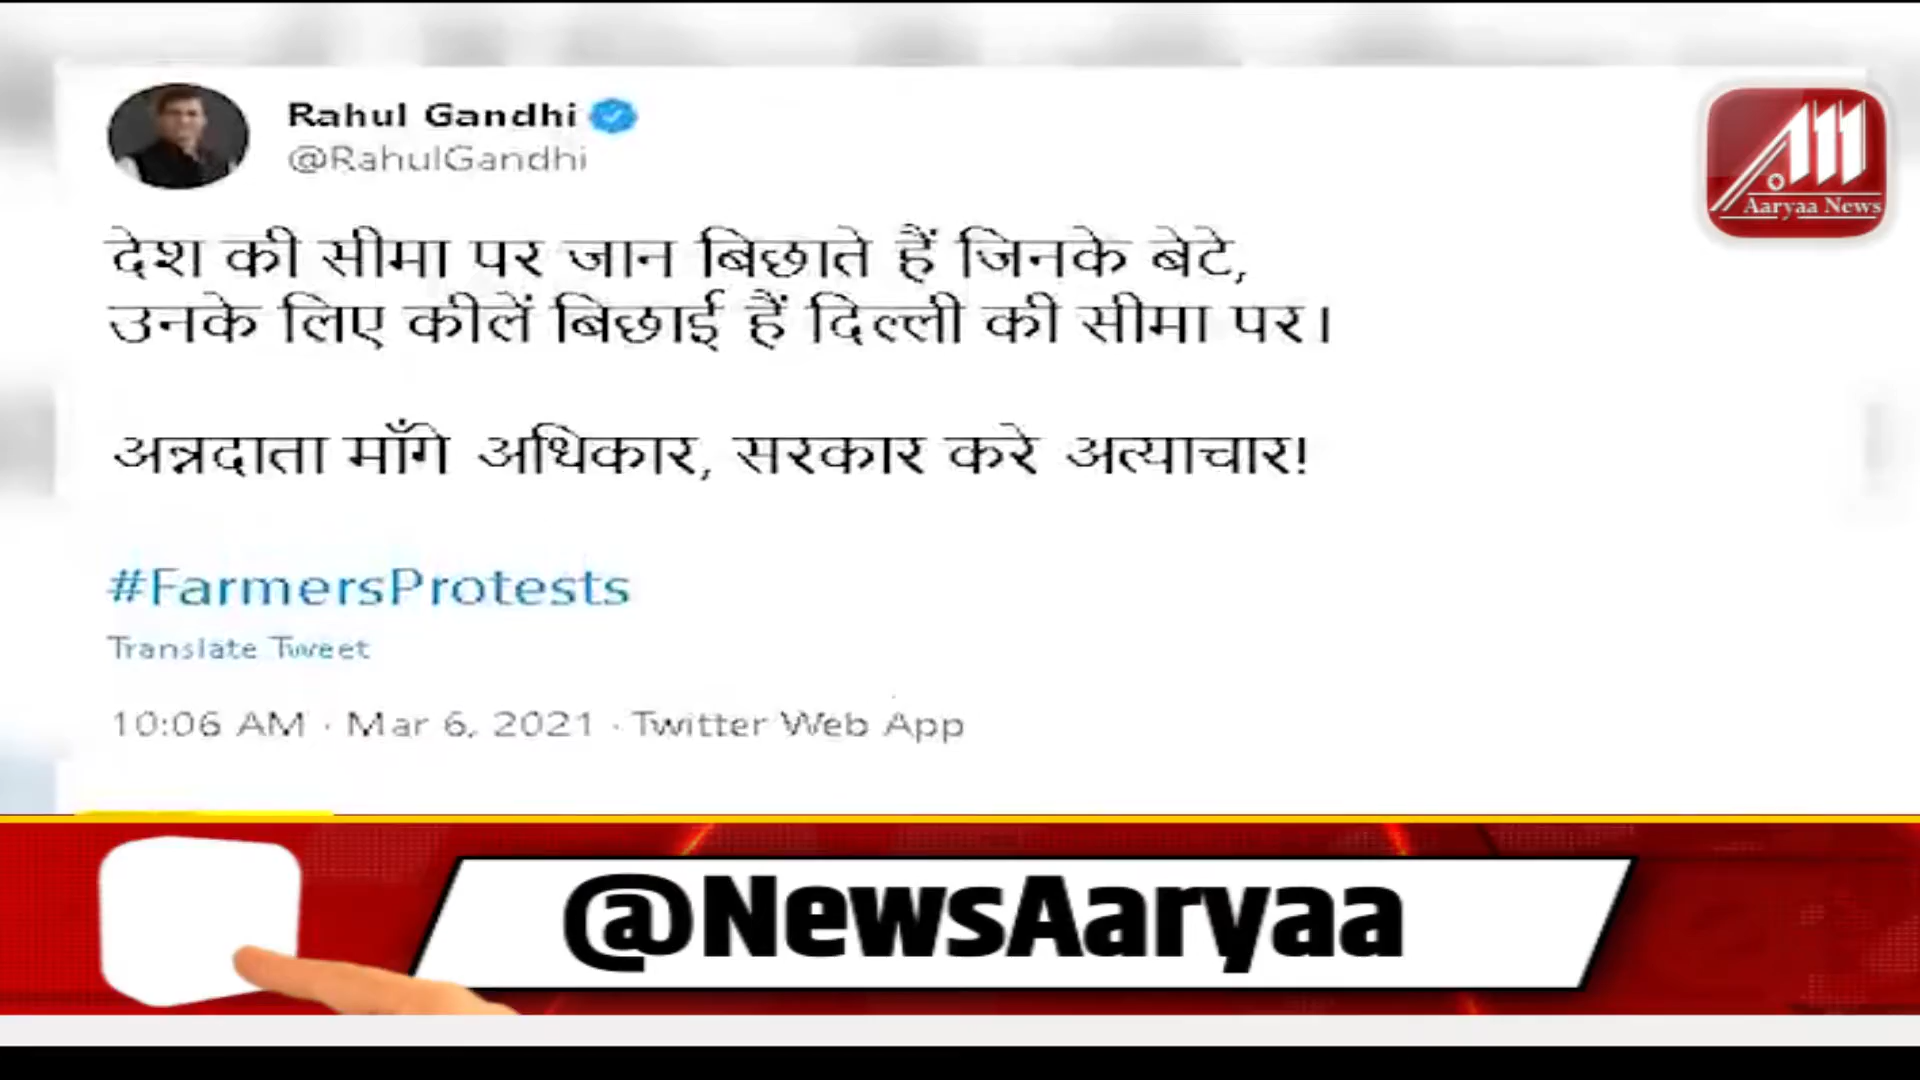 Rahul Gandhi
@RahulGandhi
Aaryaa News
देश की सीमा पर जान बिछाते हैं जिनके बेटे,
उनके लिए कीलें बिछाई हैं दिल्ली की सीमा पर।
अन्नदाता माँगे अधिकार, सरकार करे अत्याचार!
#FarmersProtests
Translate Tweet
10:06 AM · Mar 6, 2021 · Twitter Web App
@NewsAaryaa